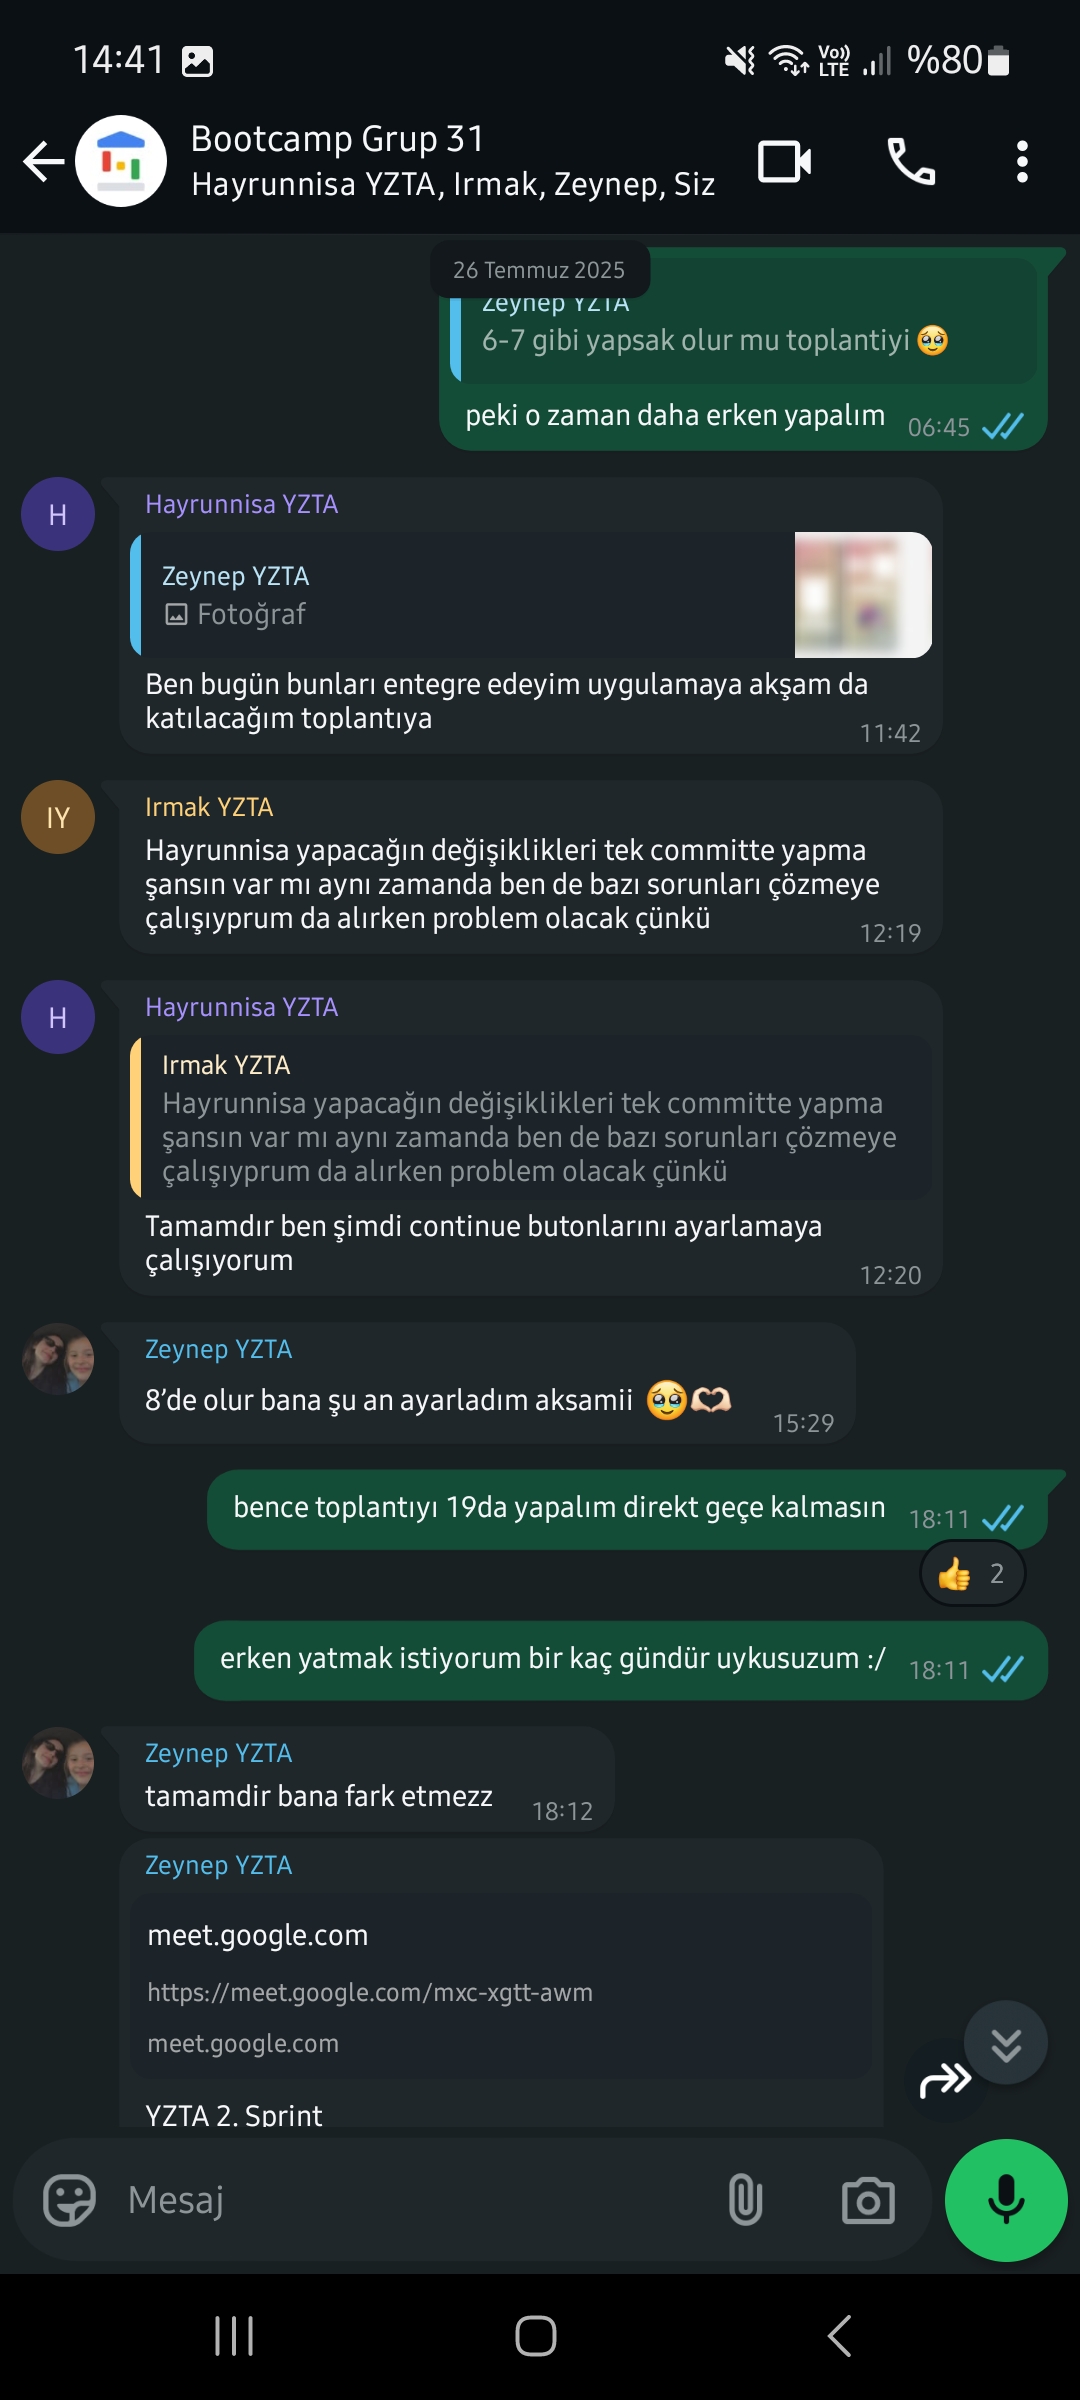 14:41
Vo)) LTE %80
Bootcamp Grup 31
Hayrunnisa YZTA, Irmak, Zeynep, Siz
26 Temmuz 2025
Zeynep YZTA
6-7 gibi yapsak olur mu toplantiyi 🥹
peki o zaman daha erken yapalım 06:45
H
Hayrunnisa YZTA
Zeynep YZTA
Fotoğraf
Ben bugün bunları entegre edeyim uygulamaya akşam da
katılacağım toplantıya
11:42
IY
Irmak YZTA
Hayrunnisa yapacağın değişiklikleri tek committe yapma
şansın var mı aynı zamanda ben de bazı sorunları çözmeye
çalışıyprum da alırken problem olacak çünkü
12:19
H
Hayrunnisa YZTA
Irmak YZTA
Hayrunnisa yapacağın değişiklikleri tek committe yapma
şansın var mı aynı zamanda ben de bazı sorunları çözmeye
çalışıyprum da alırken problem olacak çünkü
Tamamdır ben şimdi continue butonlarını ayarlamaya
çalışıyorum
12:20
Zeynep YZTA
8’de olur bana şu an ayarladım aksamii 🥹🫶🏻
15:29
bence toplantıyı 19da yapalım direkt geçe kalmasın 18:11
👍 2
erken yatmak istiyorum bir kaç gündür uykusuzum :/ 18:11
Zeynep YZTA
tamamdir bana fark etmezz 18:12
Zeynep YZTA
meet.google.com
https://meet.google.com/mxc-xgtt-awm
meet.google.com
YZTA 2. Sprint
Mesaj